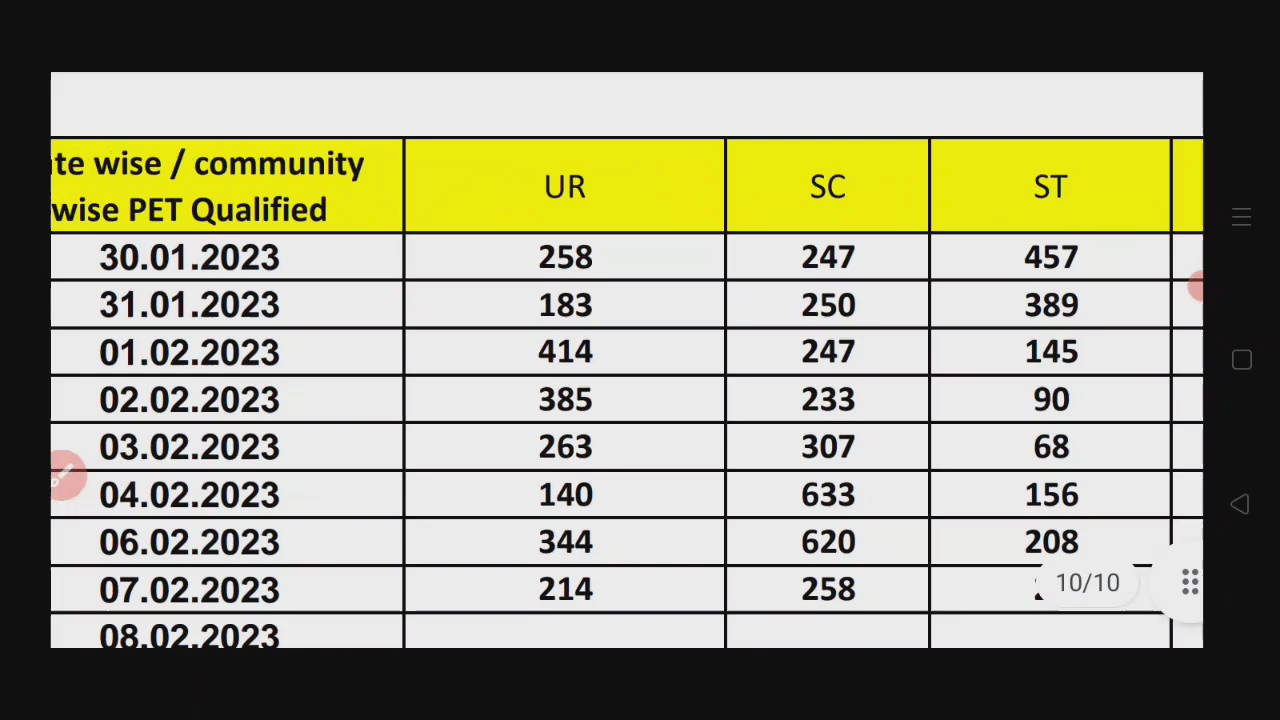 wise / community
wise PET Qualified
UR SC ST
30.01.2023 258 247 457
31.01.2023 183 250 389
01.02.2023 414 247 145
02.02.2023 385 233 90
03.02.2023 263 307 68
04.02.2023 140 633 156
06.02.2023 344 620 208
07.02.2023 214 258
10/10
08.02.2023